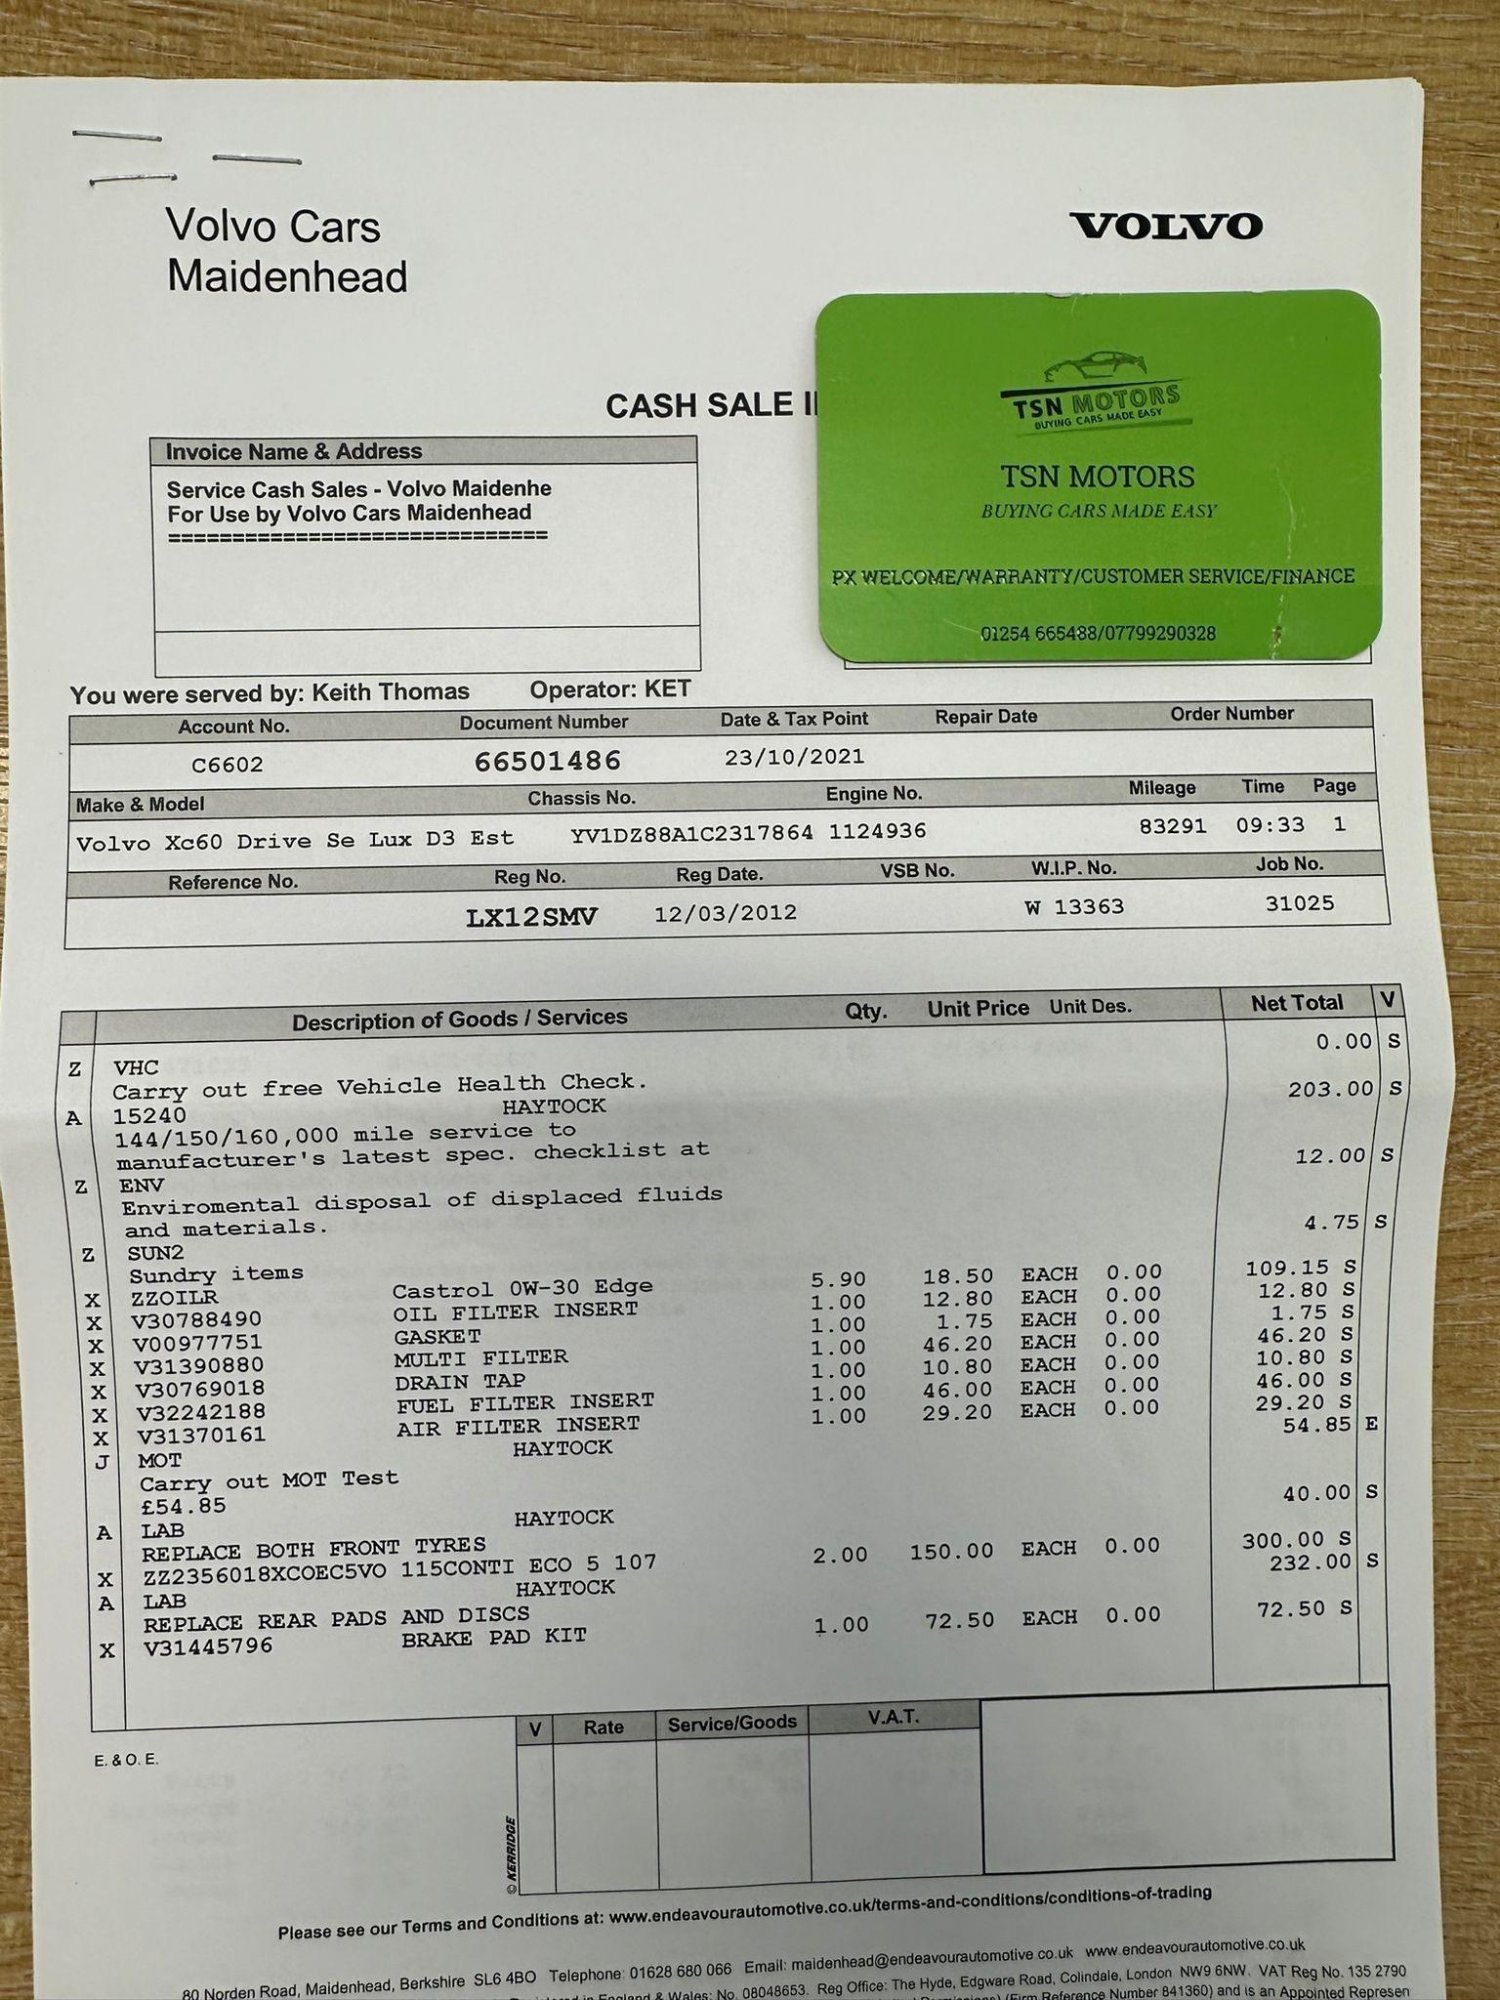 Volvo Cars
Maidenhead
VOLVO
CASH SALE
TSN MOTORS
BUYING CARS MADE EASY
TSN MOTORS
BUYING CARS MADE EASY
PX WELCOME/WARRANTY/CUSTOMER SERVICE/FINANCE
01254 665488/07799290328
Invoice Name & Address
Service Cash Sales - Volvo Maidenhe
For Use by Volvo Cars Maidenhead
==============================
You were served by: Keith Thomas Operator: KET
Account No. Document Number Date & Tax Point Repair Date Order Number
C6602 66501486 23/10/2021
Make & Model Chassis No. Engine No. Mileage Time Page
Volvo Xc60 Drive Se Lux D3 Est YV1DZ88A1C2317864 1124936 83291 09:33 1
Reference No. Reg No. Reg Date. VSB No. W.I.P. No. Job No.
LX12SMV 12/03/2012 W 13363 31025
Description of Goods / Services Qty. Unit Price Unit Des. Net Total V
Z VHC 0.00 S
Carry out free Vehicle Health Check.
A 15240 HAYTOCK 203.00 S
144/150/160,000 mile service to
manufacturer's latest spec. checklist at
Z ENV 12.00 S
Enviromental disposal of displaced fluids
and materials.
Z SUN2 4.75 S
Sundry items
X ZZOILR Castrol 0W-30 Edge 5.90 18.50 EACH 0.00 109.15 S
X V30788490 OIL FILTER INSERT 1.00 12.80 EACH 0.00 12.80 S
X V00977751 GASKET 1.00 1.75 EACH 0.00 1.75 S
X V31390880 MULTI FILTER 1.00 46.20 EACH 0.00 46.20 S
X V30769018 DRAIN TAP 1.00 10.80 EACH 0.00 10.80 S
X V32242188 FUEL FILTER INSERT 1.00 46.00 EACH 0.00 46.00 S
X V31370161 AIR FILTER INSERT 1.00 29.20 EACH 0.00 29.20 S
J MOT HAYTOCK 54.85 E
Carry out MOT Test
£54.85
A LAB HAYTOCK 40.00 S
REPLACE BOTH FRONT TYRES
X ZZ2356018XCOEC5VO 115CONTI ECO 5 107 2.00 150.00 EACH 0.00 300.00 S
A LAB HAYTOCK 232.00 S
REPLACE REAR PADS AND DISCS
X V31445796 BRAKE PAD KIT 1.00 72.50 EACH 0.00 72.50 S
V Rate Service/Goods V.A.T.
E. & O. E.
© KERRIDGE
Please see our Terms and Conditions at: www.endeavourautomotive.co.uk/terms-and-conditions/conditions-of-trading
80 Norden Road, Maidenhead, Berkshire SL6 4BO Telephone: 01628 680 066 Email: maidenhead@endeavourautomotive.co.uk www.endeavourautomotive.co.uk
in England & Wales: No. 08048653. Reg Office: The Hyde, Edgware Road, Colindale, London NW9 6NW. VAT Reg No. 135 2790
(Firm Reference Number 841360) and is an Appointed Represen